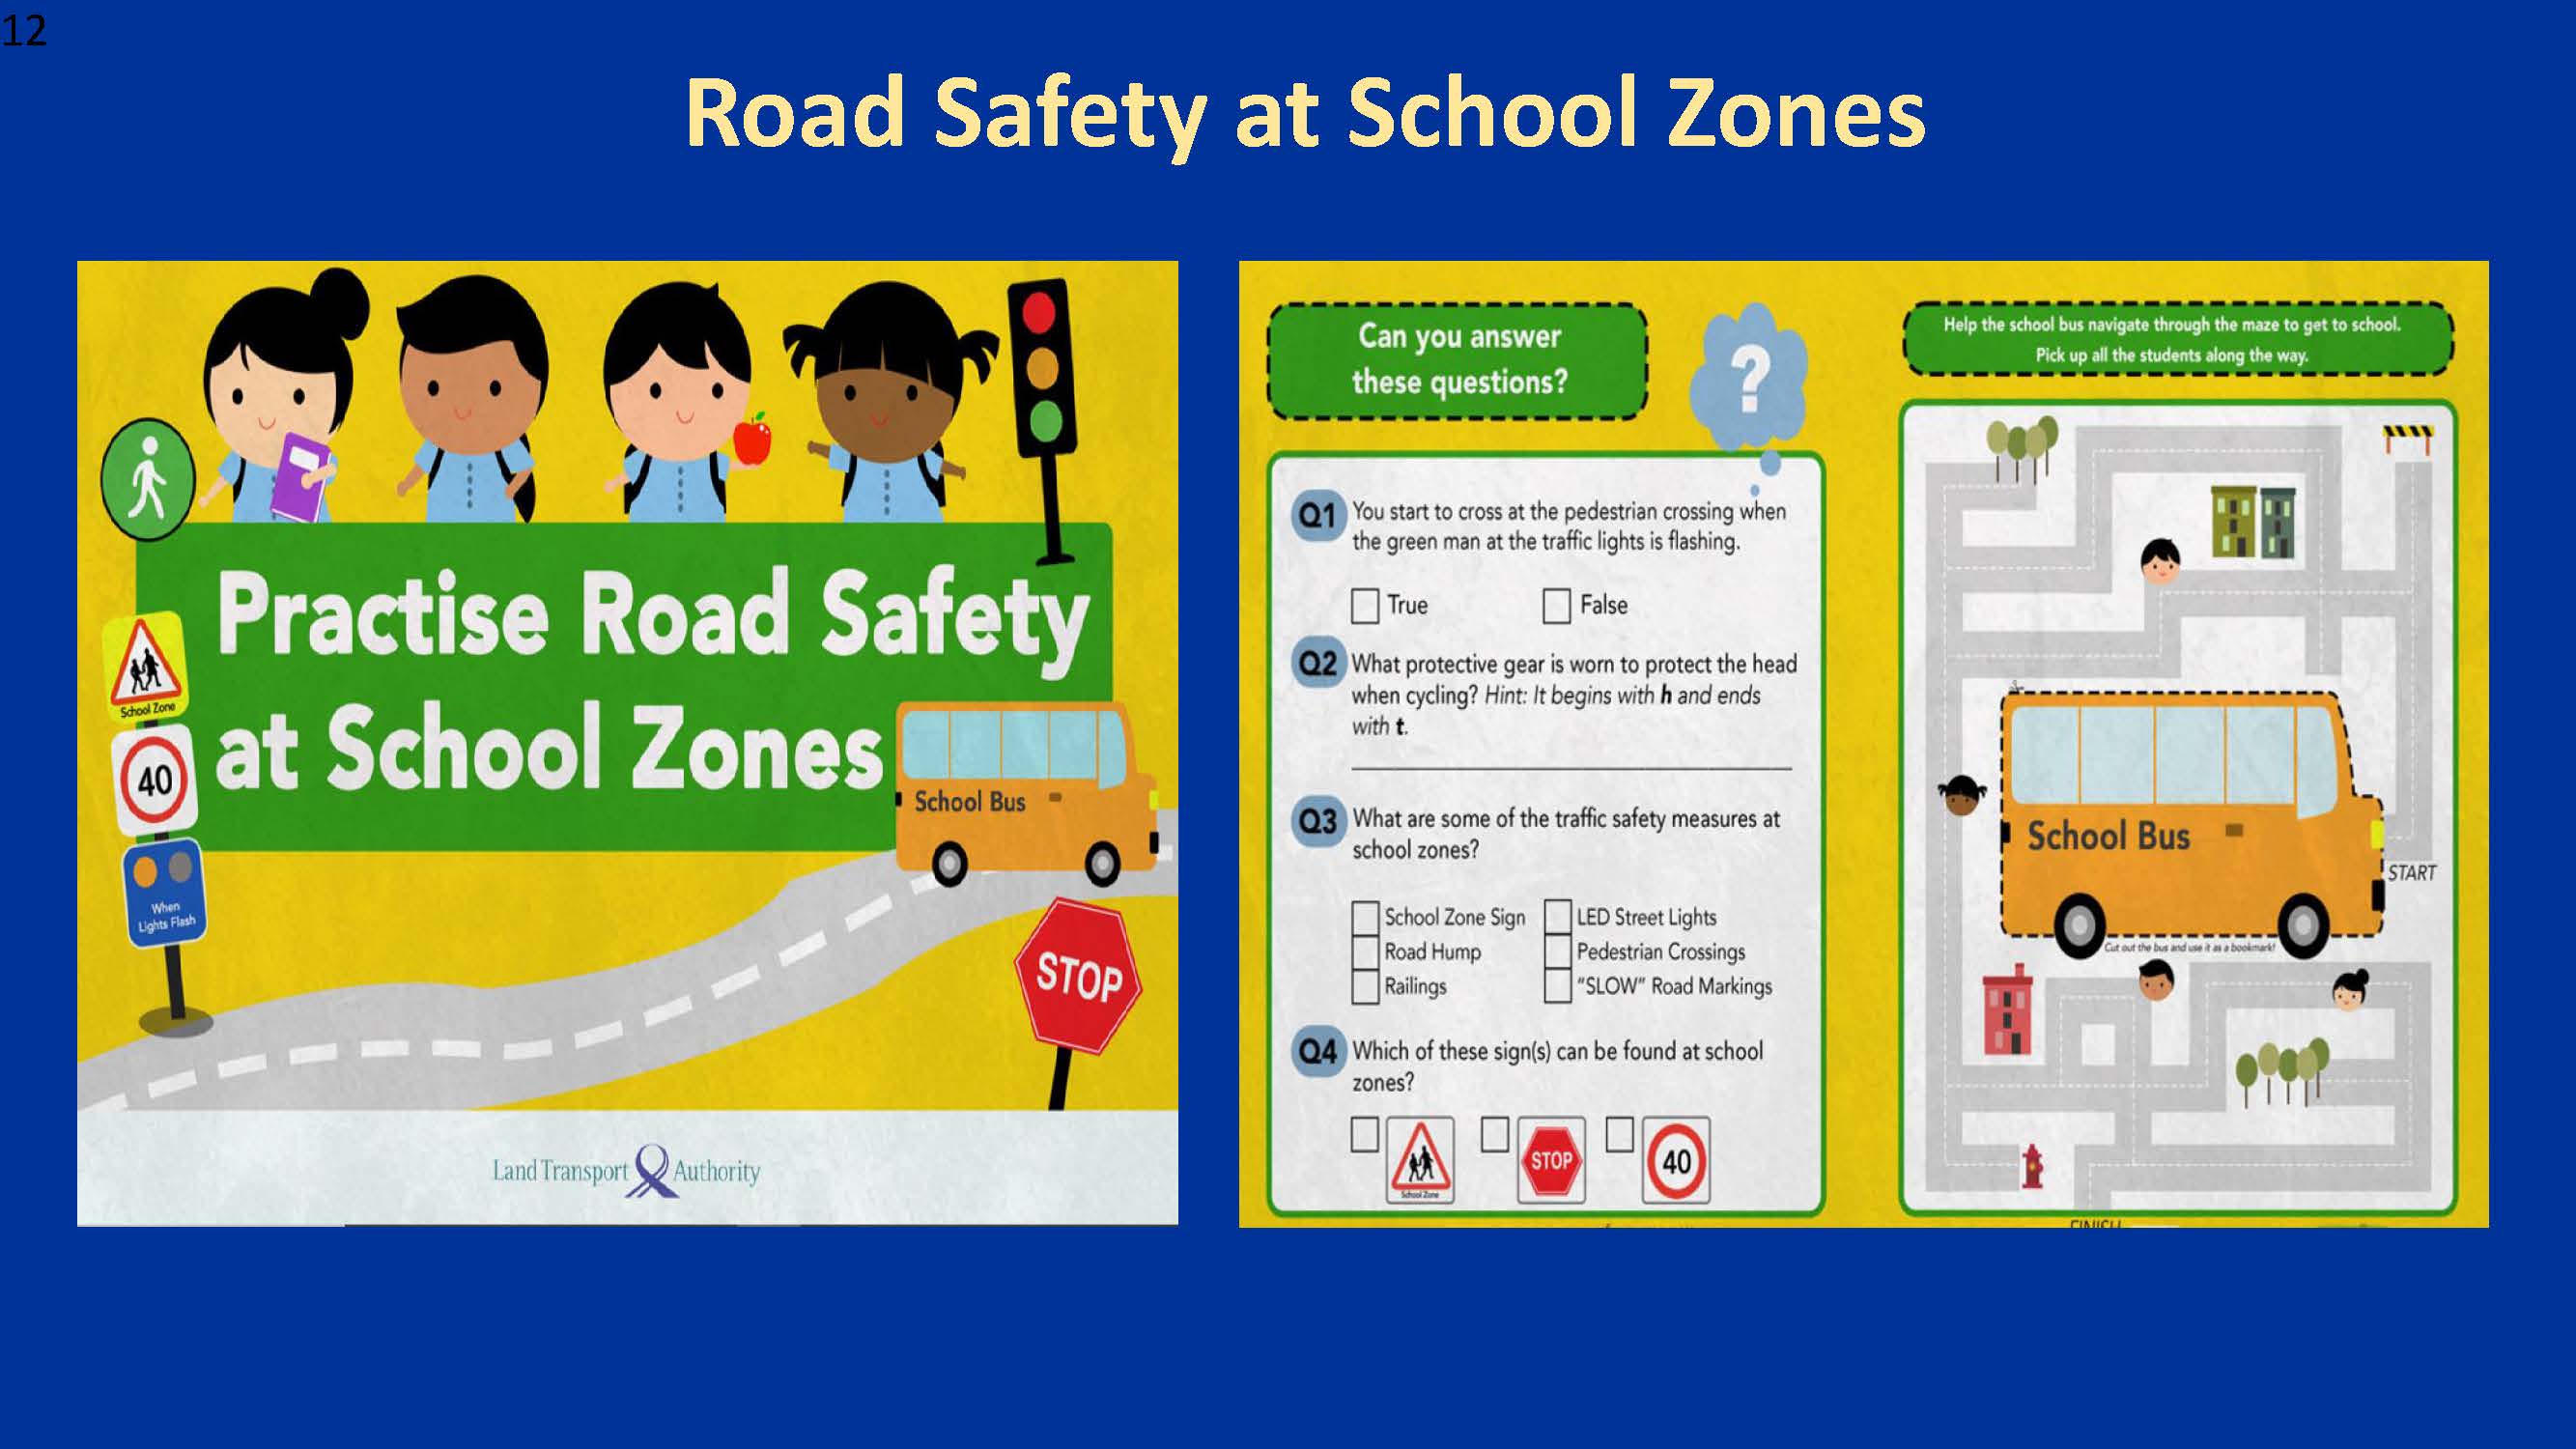 12
Road Safety at School Zones
Practise Road Safety
at School Zones
School Zone
40
When
Lights Flash
School Bus
STOP
Land Transport Authority
Can you answer
these questions?
?
Q1 You start to cross at the pedestrian crossing when
the green man at the traffic lights is flashing.
True False
Q2 What protective gear is worn to protect the head
when cycling? Hint: It begins with h and ends
with t.
Q3 What are some of the traffic safety measures at
school zones?
School Zone Sign LED Street Lights
Road Hump Pedestrian Crossings
Railings "SLOW" Road Markings
Q4 Which of these sign(s) can be found at school
zones?
School Zone
STOP
40
Help the school bus navigate through the maze to get to school.
Pick up all the students along the way.
School Bus
START
Cut out the bus and use it as a bookmark!
FINISH